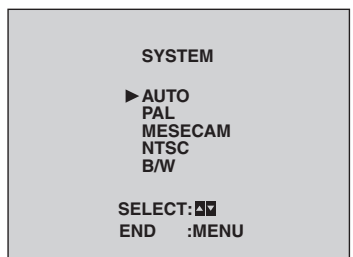 SYSTEM
►AUTO
PAL
MESECAM
NTSC
B/W
SELECT:▲▼
END :MENU